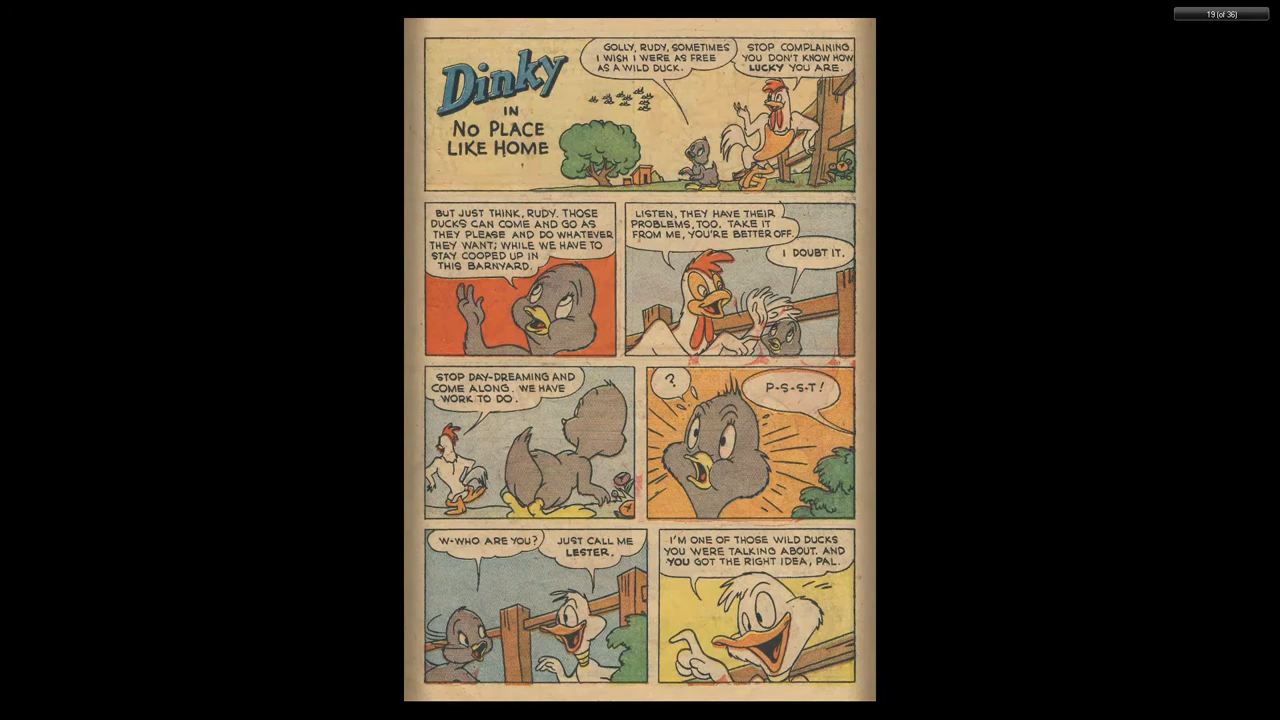 19 (of 36)
Dinky
IN
NO PLACE
LIKE HOME
GOLLY, RUDY, SOMETIMES
I WISH I WERE AS FREE
AS A WILD DUCK.
STOP COMPLAINING.
YOU DON'T KNOW HOW
LUCKY YOU ARE.
BUT JUST THINK, RUDY. THOSE
DUCKS CAN COME AND GO AS
THEY PLEASE AND DO WHATEVER
THEY WANT; WHILE WE HAVE TO
STAY COOPED UP IN
THIS BARNYARD.
LISTEN, THEY HAVE THEIR
PROBLEMS, TOO. TAKE IT
FROM ME, YOU'RE BETTER OFF.
I DOUBT IT.
STOP DAY-DREAMING AND
COME ALONG. WE HAVE
WORK TO DO.
?
P-S-S-T!
W-WHO ARE YOU?
JUST CALL ME
LESTER.
I'M ONE OF THOSE WILD DUCKS
YOU WERE TALKING ABOUT. AND
YOU GOT THE RIGHT IDEA, PAL.